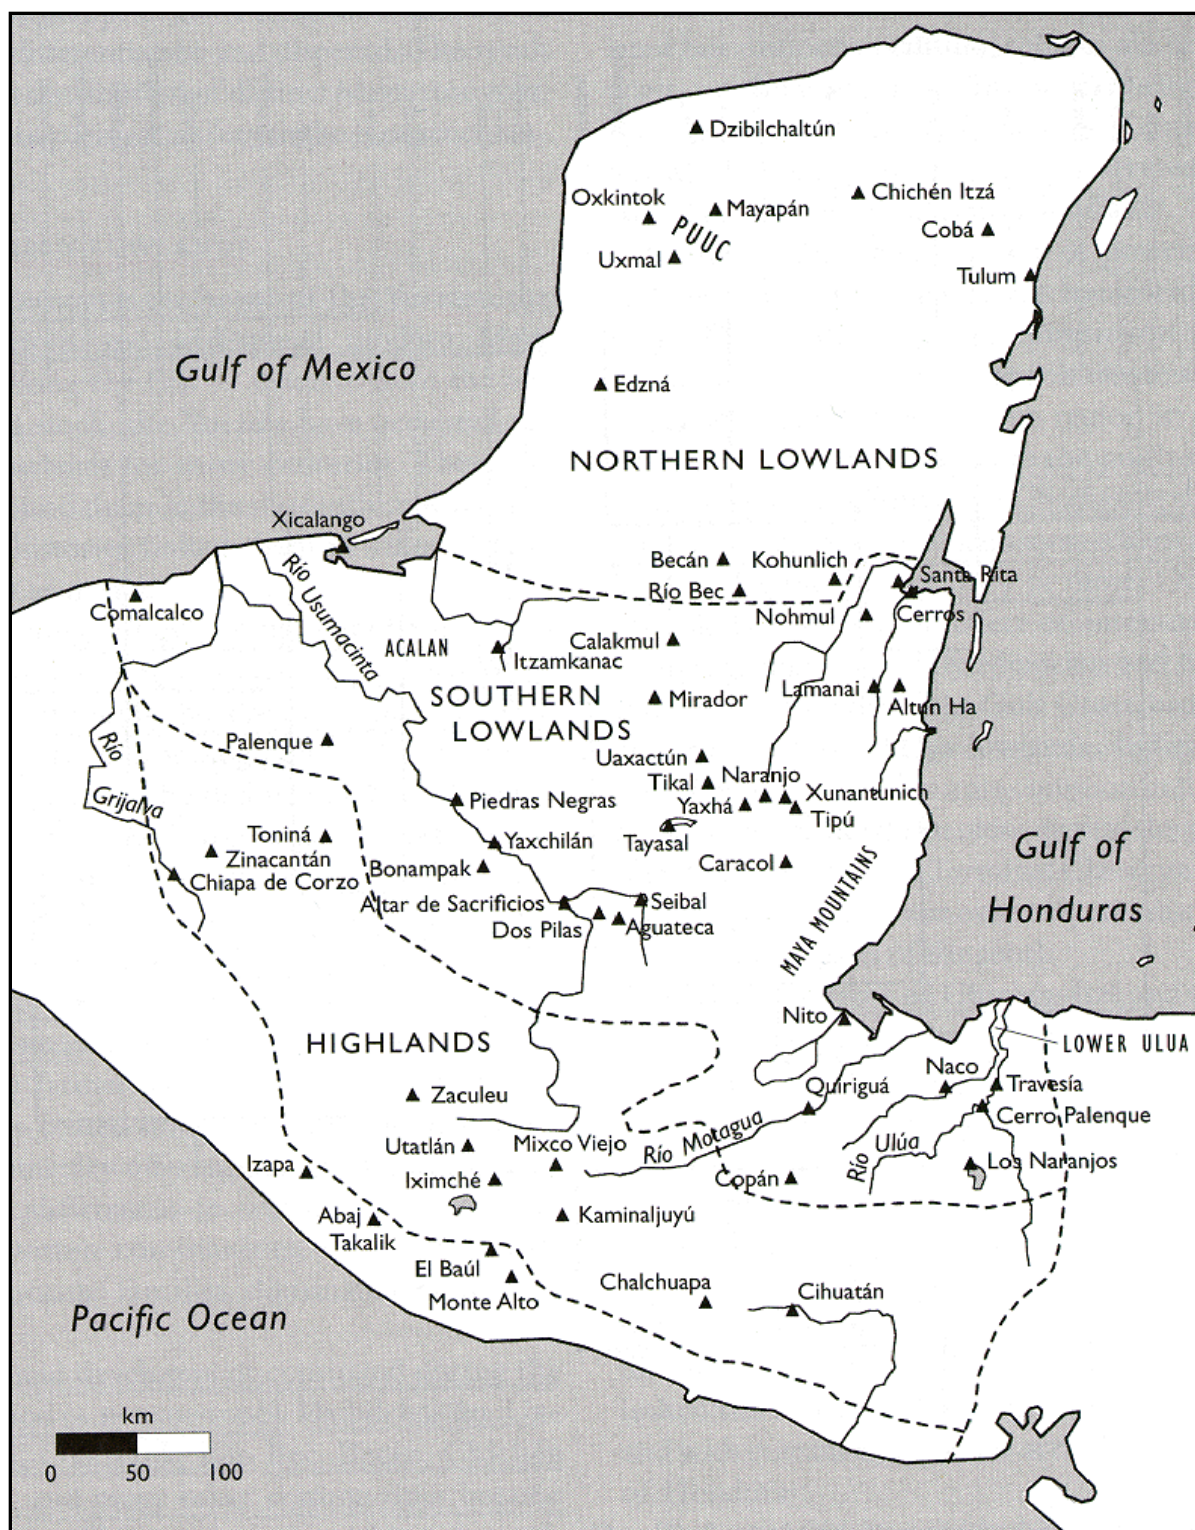 Dzibilchaltún
Oxkintok
Mayapán
Chichén Itzá
PUUC
Cobá
Uxmal
Tulum
Gulf of Mexico
Edzná
NORTHERN LOWLANDS
Xicalango
Becán
Kohunlich
Santa Rita
Río Bec
Comalcalco
Río Usumacinta
Nohmul
Cerros
ACALAN
Calakmul
Itzamkanac
SOUTHERN
LOWLANDS
Mirador
Lamanai
Altun Ha
Palenque
Río
Grijalva
Uaxactún
Tikal
Naranjo
Piedras Negras
Yaxhá
Xunantunich
Tipú
Toniná
Zinacantán
Chiapa de Corzo
Yaxchilán
Tayasal
Bonampak
Caracol
Gulf of
Honduras
Altar de Sacrificios
Seibal
Dos Pilas
Aguateca
MAYA MOUNTAINS
Nito
HIGHLANDS
LOWER ULUA
Zaculeu
Quiriguá
Naco
Travesía
Cerro Palenque
Utatlán
Mixco Viejo
Río Motagua
Río Ulúa
Izapa
Iximché
Copán
Los Naranjos
Abaj
Takalik
Kaminaljuyú
El Baúl
Monte Alto
Chalchuapa
Cihuatán
Pacific Ocean
km
0 50 100